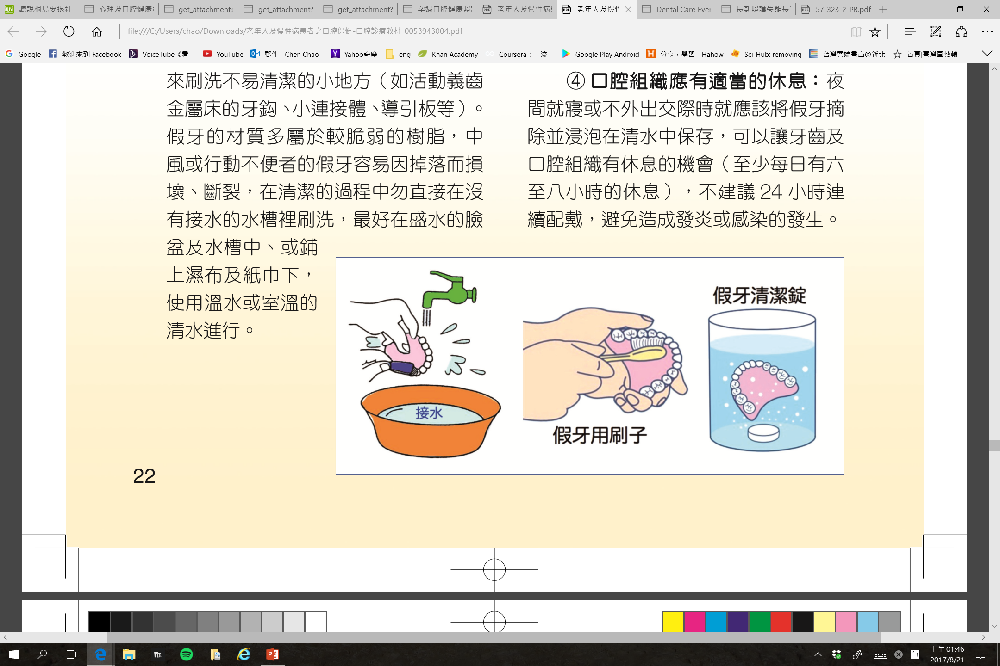 聽說桐島要退社-
心理及口腔健康
get_attachment?
get_attachment?
get_attachment?
孕婦口腔健康照
老年人及慢性病
老年人及慢性
Dental Care Ever
長期照護失能長
57-323-2-PB.pdf
file:///C:/Users/chao/Downloads/老年人及慢性病患者之口腔保健-口腔診療教材_0053943004.pdf
Google
歡迎來到 Facebook
VoiceTube《看
YouTube
郵件 - Chen Chao -
Yahoo奇摩
eng
Khan Academy
Coursera：一流
Google Play Android
分享，學習 - Hahow
Sci-Hub: removing
台灣雲端書庫@新北
首頁|臺灣園藝輔
來刷洗不易清潔的小地方（如活動義齒
金屬床的牙鈎、小連接體、導引板等）。
假牙的材質多屬於較脆弱的樹脂，中
風或行動不便者的假牙容易因掉落而損
壞、斷裂，在清潔的過程中勿直接在沒
有接水的水槽裡刷洗，最好在盛水的臉
盆及水槽中、或鋪
上濕布及紙巾下，
使用溫水或室溫的
清水進行。
④ 口腔組織應有適當的休息：夜
間就寢或不外出交際時就應該將假牙摘
除並浸泡在清水中保存，可以讓牙齒及
口腔組織有休息的機會（至少每日有六
至八小時的休息），不建議 24 小時連
續配戴，避免造成發炎或感染的發生。
接水
假牙用刷子
假牙清潔錠
22
上午 01:46
2017/8/21